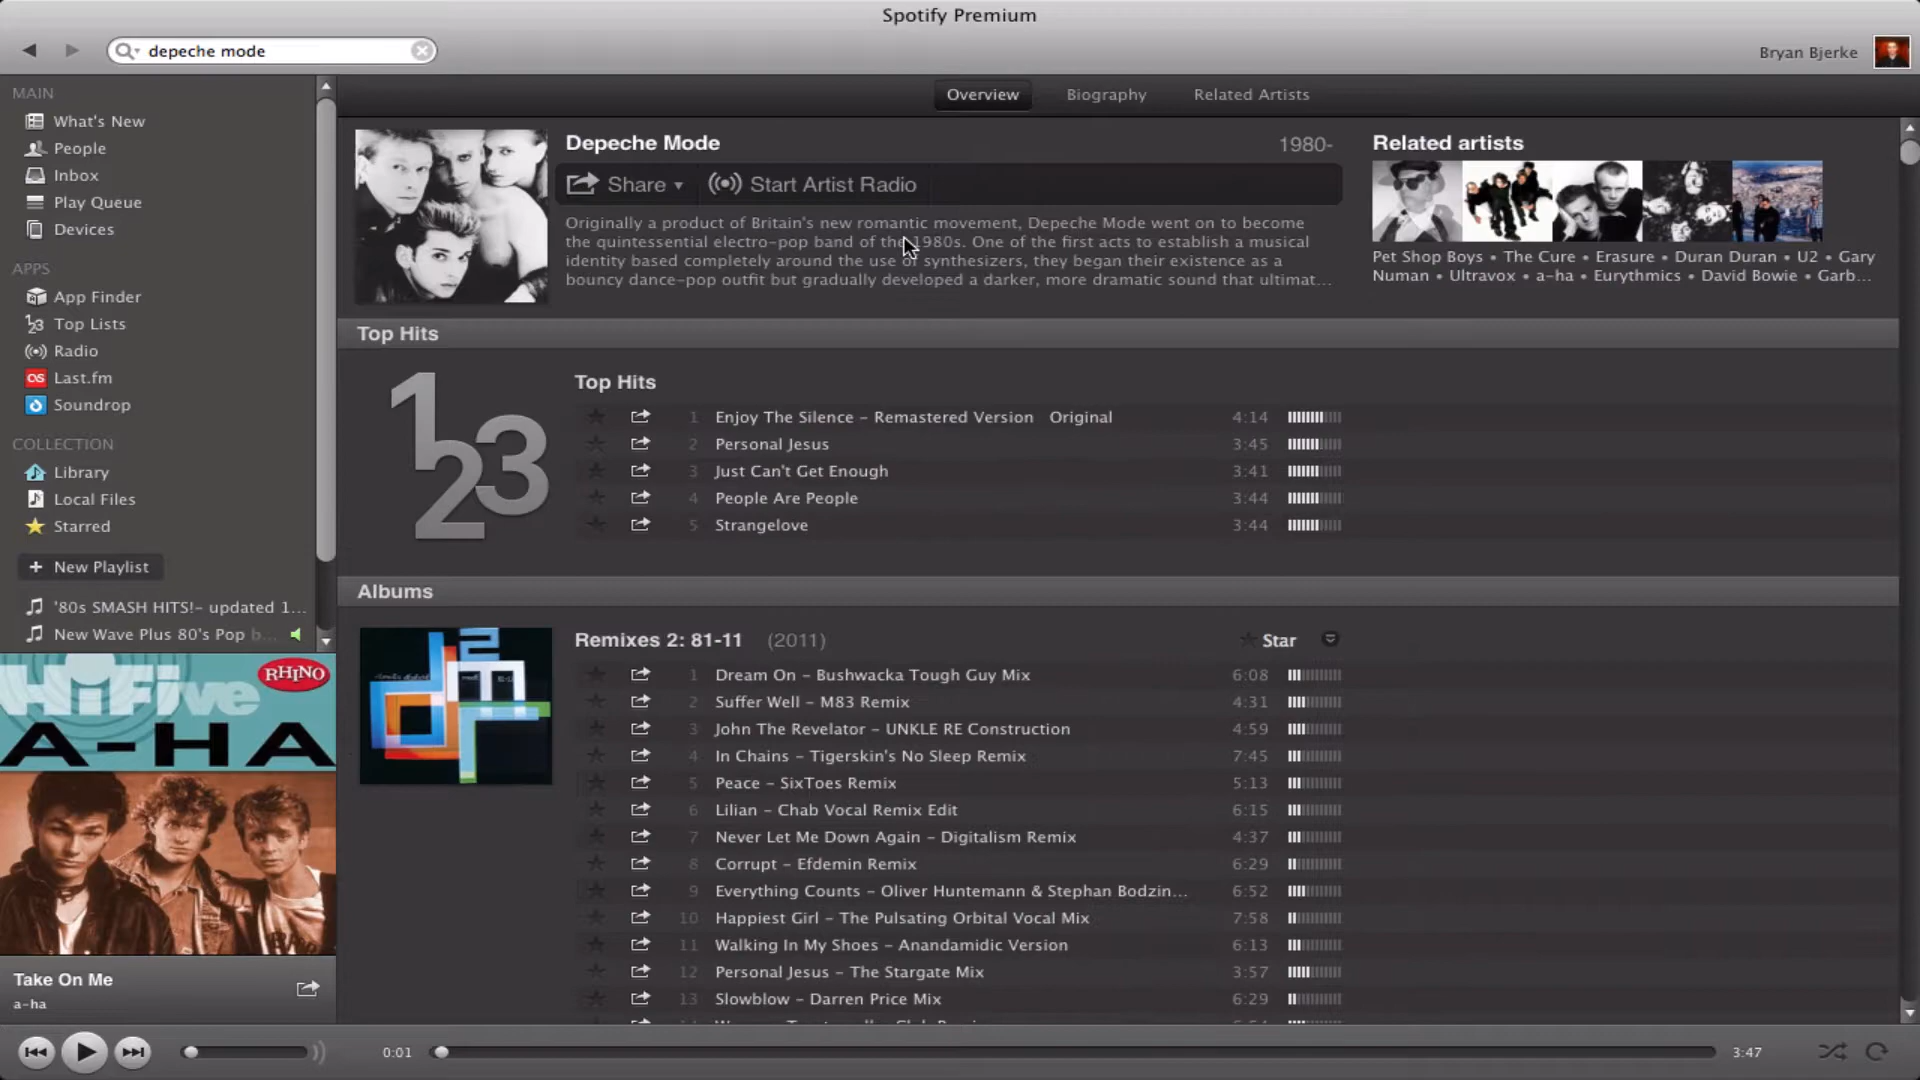 Spotify Premium
depeche mode
Bryan Bjerke
MAIN
What's New
People
Inbox
Play Queue
Devices
APPS
App Finder
Top Lists
Radio
Last.fm
Soundrop
COLLECTION
Library
Local Files
Starred
+ New Playlist
'80s SMASH HITS!- updated 1...
New Wave Plus 80's Pop b...
HiFive
RHINO
A-HA
Take On Me
a-ha
Overview
Biography
Related Artists
Depeche Mode
1980-
Share
Start Artist Radio
Originally a product of Britain's new romantic movement, Depeche Mode went on to become
the quintessential electro-pop band of the 1980s. One of the first acts to establish a musical
identity based completely around the use of synthesizers, they began their existence as a
bouncy dance-pop outfit but gradually developed a darker, more dramatic sound that ultimat...
Related artists
Pet Shop Boys • The Cure • Erasure • Duran Duran • U2 • Gary
Numan • Ultravox • a-ha • Eurythmics • David Bowie • Garb...
Top Hits
123
Top Hits
1 Enjoy The Silence – Remastered Version Original 4:14
2 Personal Jesus 3:45
3 Just Can't Get Enough 3:41
4 People Are People 3:44
5 Strangelove 3:44
Albums
Remixes 2: 81-11 (2011)
Star
1 Dream On – Bushwacka Tough Guy Mix 6:08
2 Suffer Well – M83 Remix 4:31
3 John The Revelator – UNKLE RE Construction 4:59
4 In Chains – Tigerskin's No Sleep Remix 7:45
5 Peace – SixToes Remix 5:13
6 Lilian – Chab Vocal Remix Edit 6:15
7 Never Let Me Down Again – Digitalism Remix 4:37
8 Corrupt – Efdemin Remix 6:29
9 Everything Counts – Oliver Huntemann & Stephan Bodzin... 6:52
10 Happiest Girl – The Pulsating Orbital Vocal Mix 7:58
11 Walking In My Shoes – Anandamidic Version 6:13
12 Personal Jesus – The Stargate Mix 3:57
13 Slowblow – Darren Price Mix 6:29
0:01
3:47